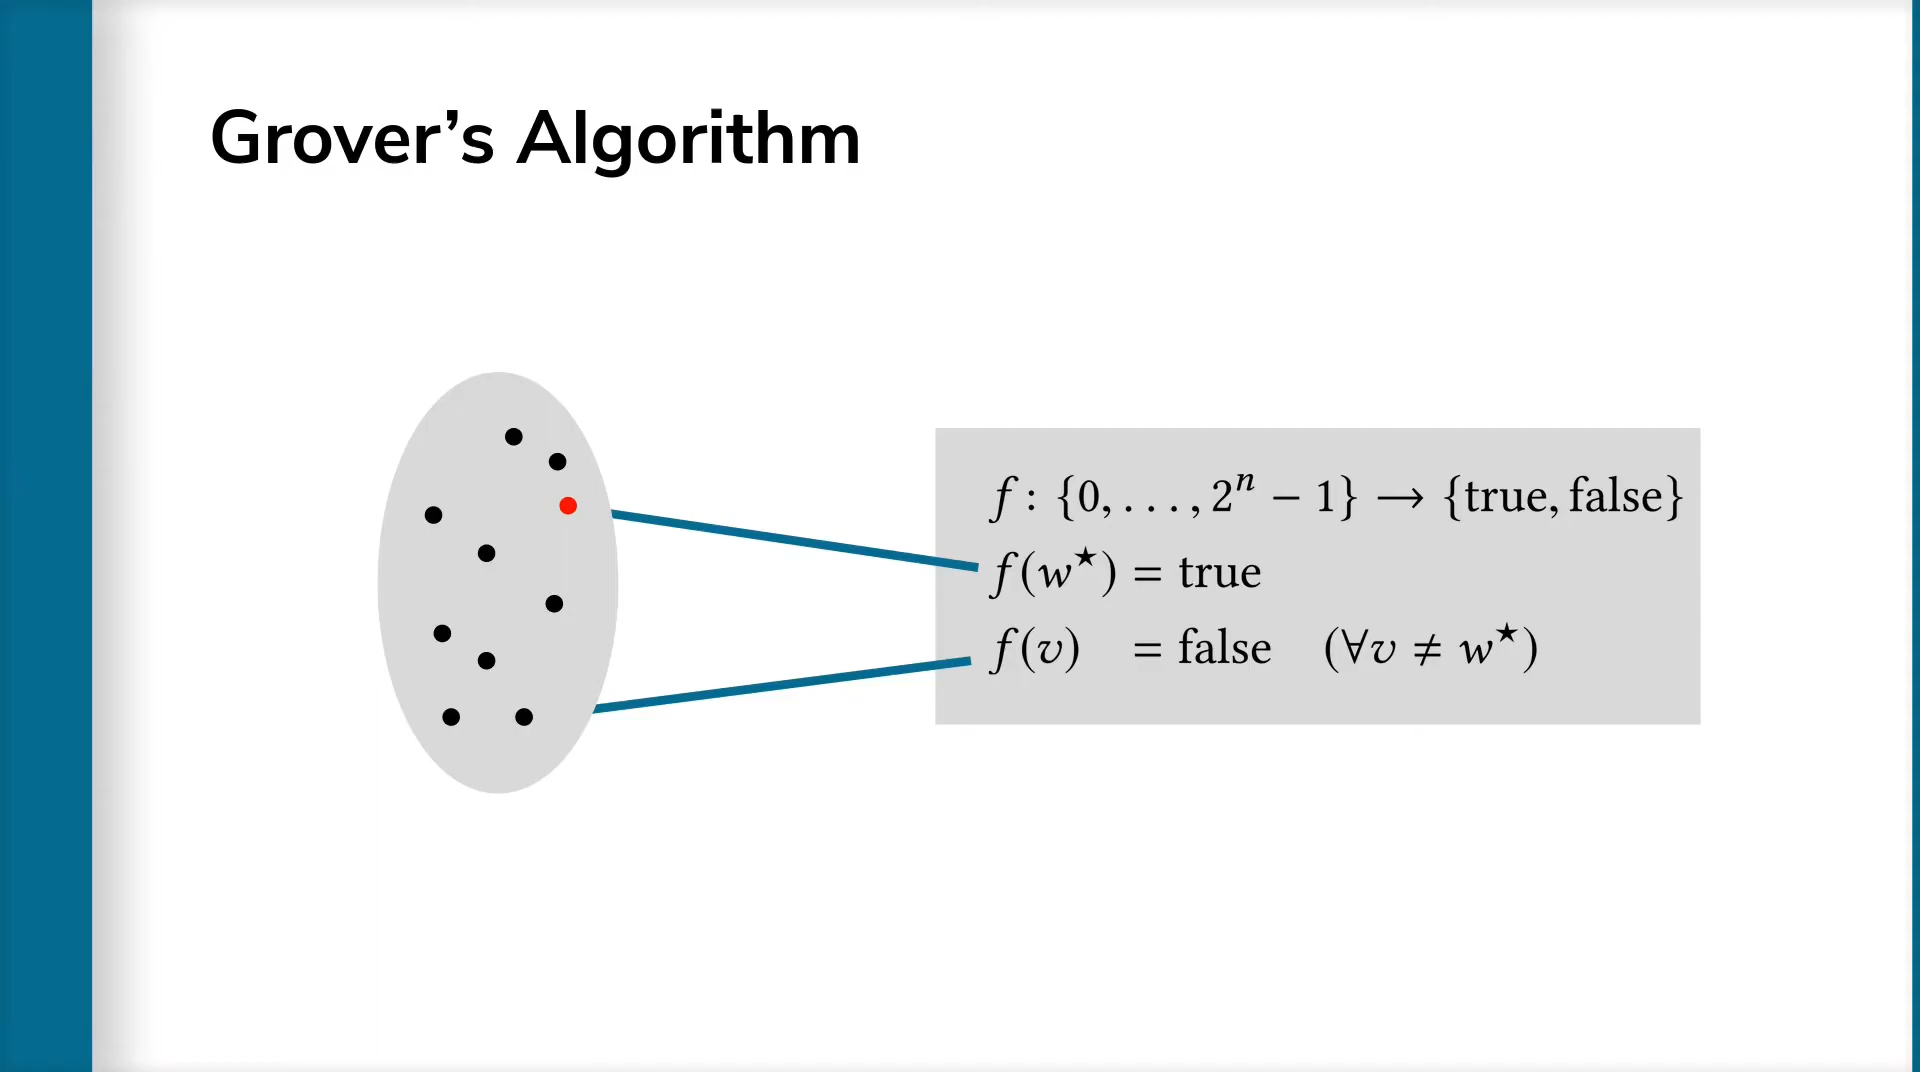 Grover’s Algorithm
f : {0, . . . , 2ⁿ − 1} → {true, false}
f(w★) = true
f(v) = false (∀v ≠ w★)